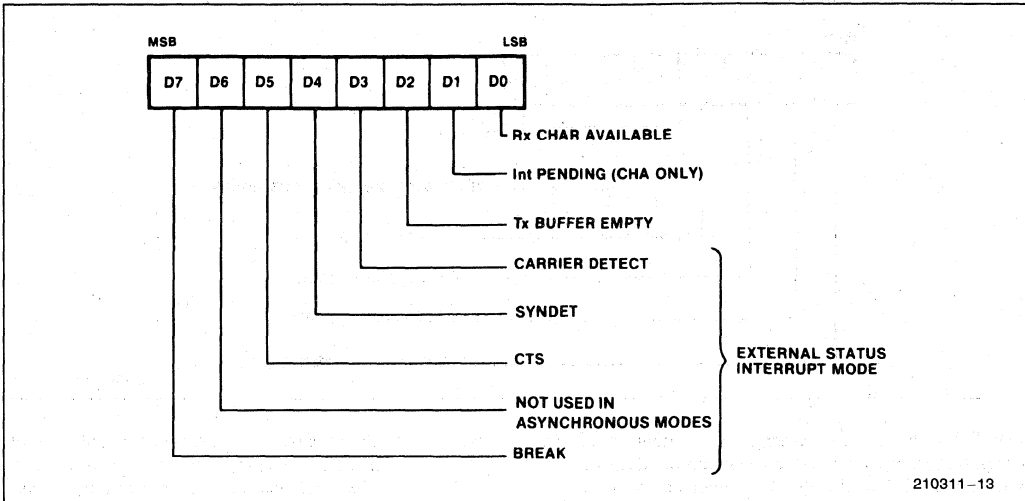 MSB LSB
D7 D6 D5 D4 D3 D2 D1 D0
Rx CHAR AVAILABLE
Int PENDING (CHA ONLY)
Tx BUFFER EMPTY
CARRIER DETECT
SYNDET
CTS
EXTERNAL STATUS
INTERRUPT MODE
NOT USED IN
ASYNCHRONOUS MODES
BREAK
210311-13